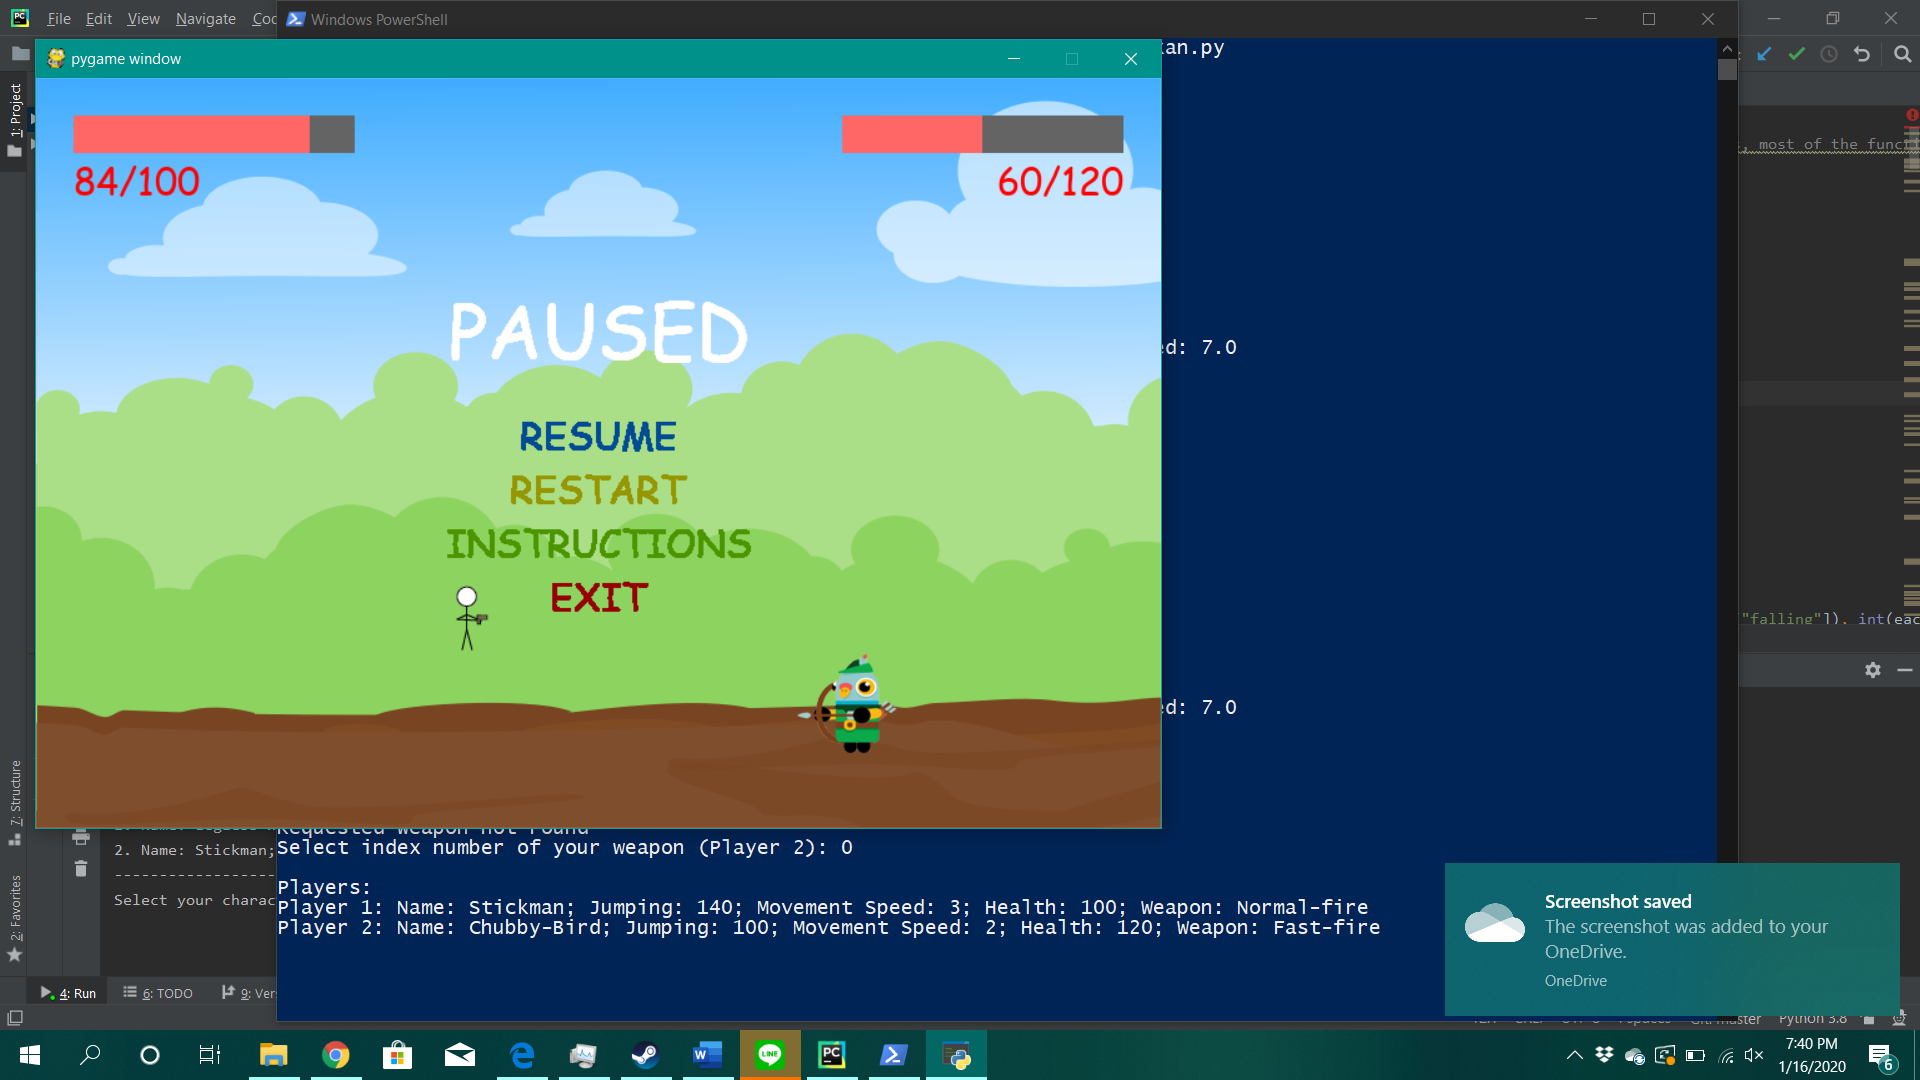 File Edit View Navigate
Windows PowerShell
pygame window
an.py
1: Project
84/100
60/120
, most of the funct
PAUSED
ed: 7.0
RESUME
RESTART
INSTRUCTIONS
EXIT
"falling"]), int(eac
ed: 7.0
7: Structure
2. Name: Stickman;
Select index number of your weapon (Player 2): 0
Select your charac
2: Favorites
Players:
Player 1: Name: Stickman; Jumping: 140; Movement Speed: 3; Health: 100; Weapon: Normal-fire
Player 2: Name: Chubby-Bird; Jumping: 100; Movement Speed: 2; Health: 120; Weapon: Fast-fire
Screenshot saved
The screenshot was added to your
OneDrive.
OneDrive
4: Run 6: TODO 9: Ver
Python 3.8
7:40 PM
1/16/2020
6